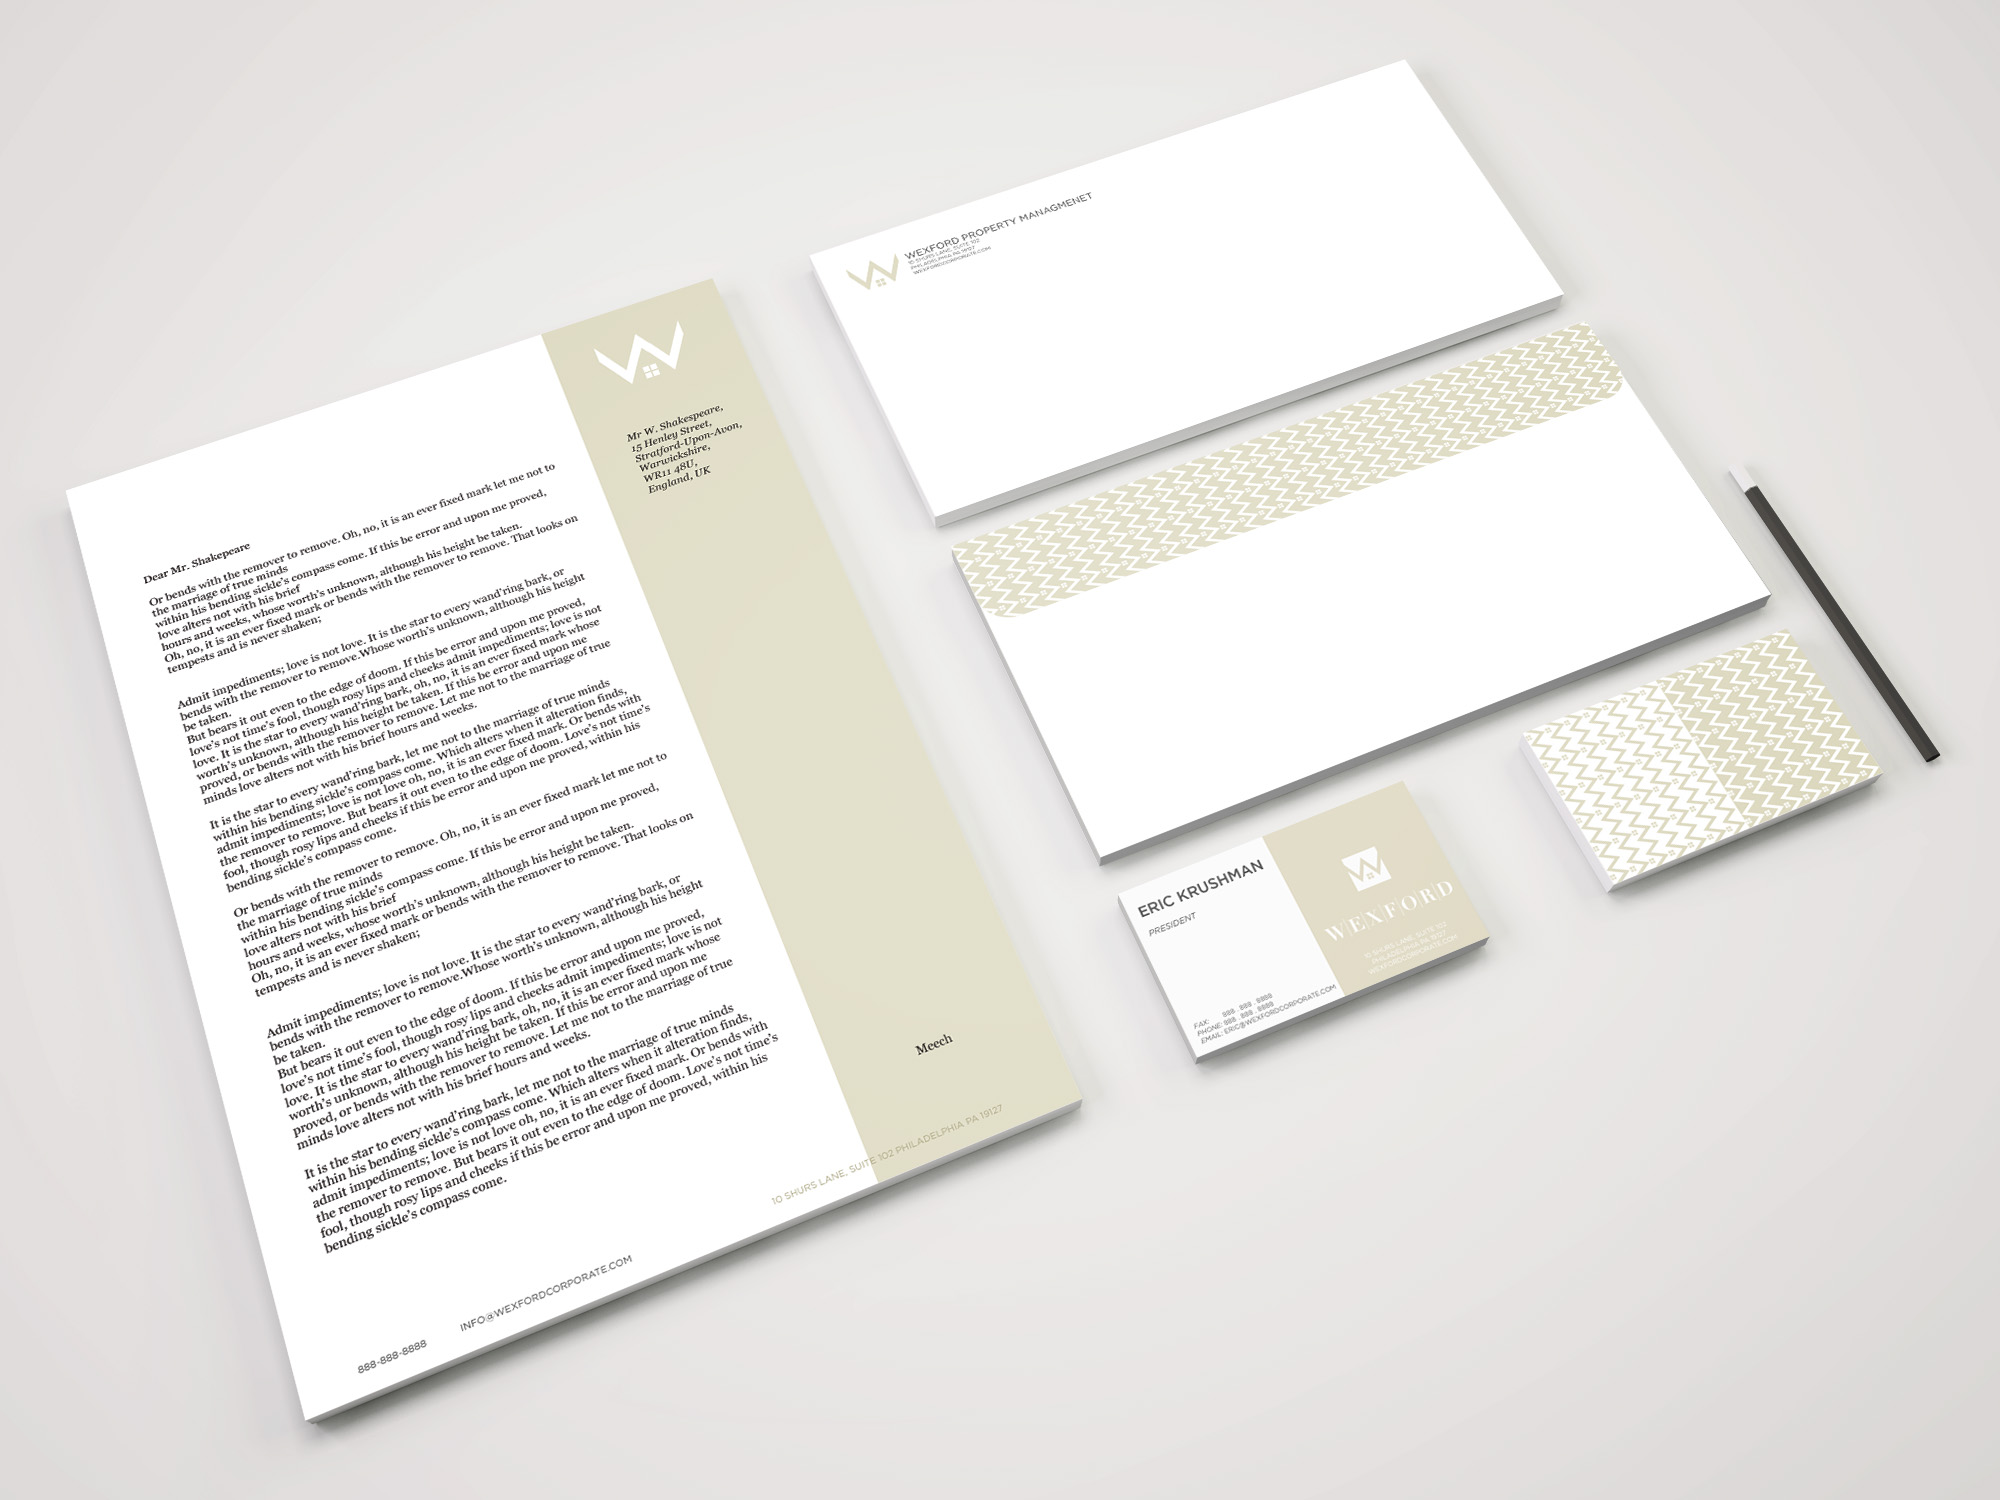 Mr W. Shakespeare,
15 Henley Street,
Stratford-Upon-Avon,
Warwickshire,
WR11 48U,
England, UK
Dear Mr. Shakepeare
Or bends with the remover to remove. Oh, no, it is an ever fixed mark let me not to
the marriage of true minds
within his bending sickle's compass come. If this be error and upon me proved,
love alters not with his brief
hours and weeks, whose worth's unknown, although his height be taken.
Oh, no, it is an ever fixed mark or bends with the remover to remove. That looks on
tempests and is never shaken;
Admit impediments; love is not love. It is the star to every wand'ring bark, or
bends with the remover to remove.Whose worth's unknown, although his height
be taken.
But bears it out even to the edge of doom. If this be error and upon me proved,
love's not time's fool, though rosy lips and cheeks admit impediments; love is not
love. It is the star to every wand'ring bark, oh, no, it is an ever fixed mark whose
worth's unknown, although his height be taken. If this be error and upon me
proved, or bends with the remover to remove. Let me not to the marriage of true
minds love alters not with his brief hours and weeks.
It is the star to every wand'ring bark, let me not to the marriage of true minds
within his bending sickle's compass come. Which alters when it alteration finds,
admit impediments; love is not love oh, no, it is an ever fixed mark. Or bends with
the remover to remove. But bears it out even to the edge of doom. Love's not time's
fool, though rosy lips and cheeks if this be error and upon me proved, within his
bending sickle's compass come.
Or bends with the remover to remove. Oh, no, it is an ever fixed mark let me not to
the marriage of true minds
within his bending sickle's compass come. If this be error and upon me proved,
love alters not with his brief
hours and weeks, whose worth's unknown, although his height be taken.
Oh, no, it is an ever fixed mark or bends with the remover to remove. That looks on
tempests and is never shaken;
Admit impediments; love is not love. It is the star to every wand'ring bark, or
bends with the remover to remove.Whose worth's unknown, although his height
be taken.
But bears it out even to the edge of doom. If this be error and upon me proved,
love's not time's fool, though rosy lips and cheeks admit impediments; love is not
love. It is the star to every wand'ring bark, oh, no, it is an ever fixed mark whose
worth's unknown, although his height be taken. If this be error and upon me
proved, or bends with the remover to remove. Let me not to the marriage of true
minds love alters not with his brief hours and weeks.
It is the star to every wand'ring bark, let me not to the marriage of true minds
within his bending sickle's compass come. Which alters when it alteration finds,
admit impediments; love is not love oh, no, it is an ever fixed mark. Or bends with
the remover to remove. But bears it out even to the edge of doom. Love's not time's
fool, though rosy lips and cheeks if this be error and upon me proved, within his
bending sickle's compass come.
Meech
888-888-8888
INFO@WEXFORDCORPORATE.COM
10 SHURS LANE, SUITE 102 PHILADELPHIA PA 19127
WEXFORD PROPERTY MANAGMENET
10 SHURS LANE, SUITE 102
PHILADELPHIA PA 19127
WEXFORDCORPORATE.COM
ERIC KRUSHMAN
PRESIDENT
FAX: 888 . 888 . 8888
PHONE: 888 . 888 . 8888
EMAIL: ERIC@WEXFORDCORPORATE.COM
WEXFORD
10 SHURS LANE, SUITE 102
PHILADELPHIA PA 19127
WEXFORDCORPORATE.COM